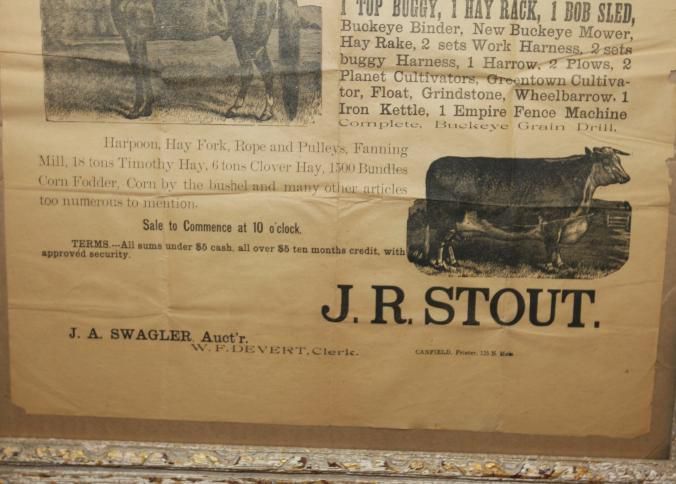 1 TOP BUGGY, 1 HAY RACK, 1 BOB SLED,
Buckeye Binder, New Buckeye Mower,
Hay Rake, 2 sets Work Harness, 2 sets
buggy Harness, 1 Harrow, 2 Plows, 2
Planet Cultivators, Greentown Cultiva-
tor, Float, Grindstone, Wheelbarrow, 1
Iron Kettle, 1 Empire Fence Machine
Complete, Buckeye Grain Drill.
Harpoon, Hay Fork, Rope and Pulleys, Fanning
Mill, 18 tons Timothy Hay, 6 tons Clover Hay, 1500 Bundles
Corn Fodder, Corn by the bushel and many other articles
too numerous to mention.
Sale to Commence at 10 o'clock.
TERMS.—All sums under $5 cash, all over $5 ten months credit, with
approved security.
J. R. STOUT.
J. A. SWAGLER, Auct'r.
W. F. DEVERT, Clerk.
CANFIELD, Printer, 125 N. Main